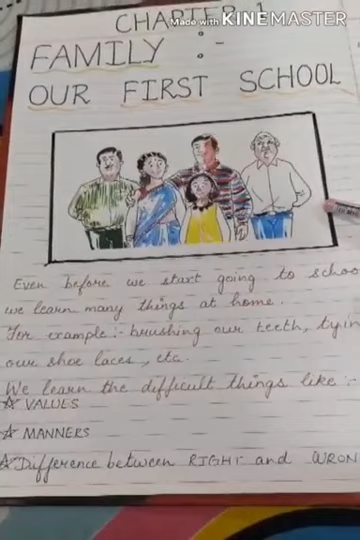 Made with KINEMASTER
CHAPTER 1
FAMILY :-
OUR FIRST SCHOOL
Even before we start going to schoo
we learn many things at home.
For example :- brushing our teeth, tyin
our shoe laces, etc.
We learn the difficult things like :-
☆ VALUES
☆ MANNERS
☆ Difference between RIGHT and WRON